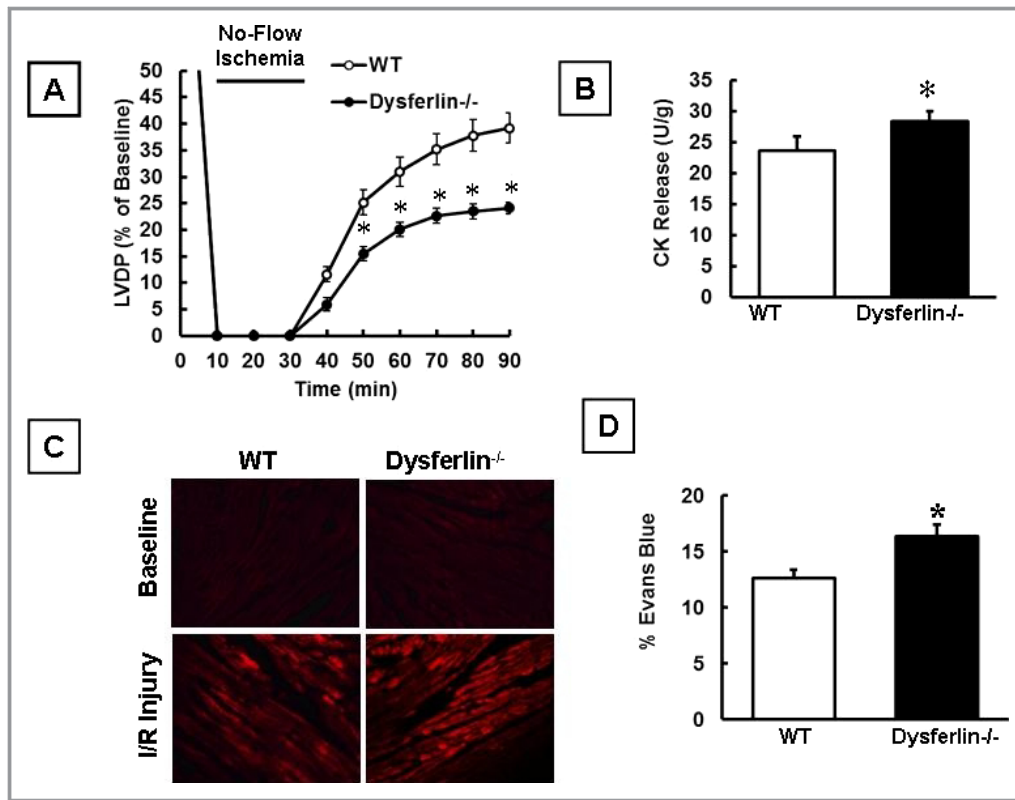 A
No-Flow
Ischemia
WT
Dysferlin-/-
LVDP (% of Baseline)
50
45
40
35
30
25
20
15
10
5
0
* * * * *
0 10 20 30 40 50 60 70 80 90
Time (min)
B
CK Release (U/g)
35
30
25
20
15
10
5
0
*
WT Dysferlin-/-
C
WT Dysferlin-/-
Baseline
I/R Injury
D
% Evans Blue
20
15
10
5
0
*
WT Dysferlin-/-